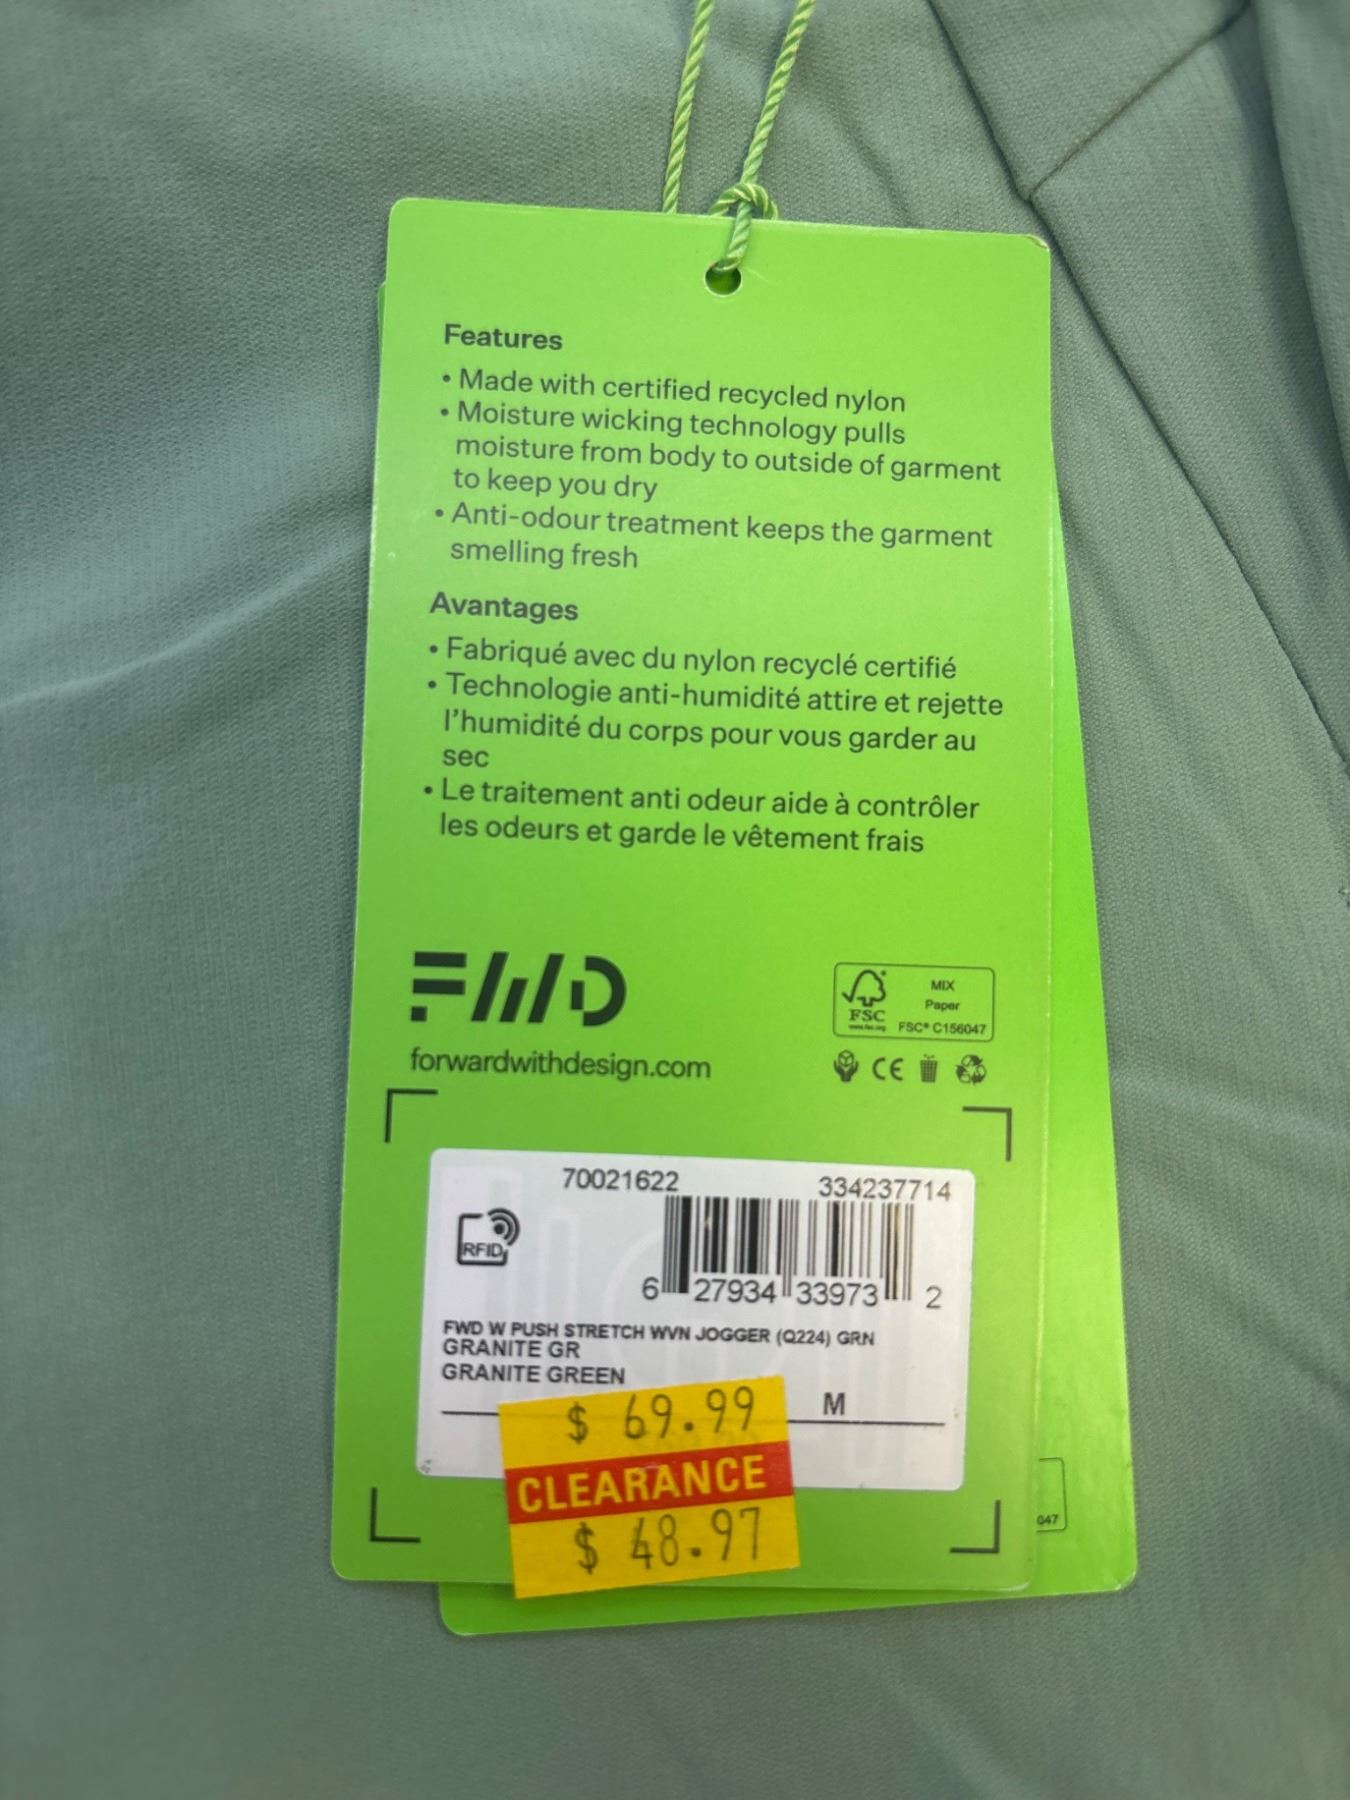 Features
• Made with certified recycled nylon
• Moisture wicking technology pulls
moisture from body to outside of garment
to keep you dry
• Anti-odour treatment keeps the garment
smelling fresh
Avantages
• Fabriqué avec du nylon recyclé certifié
• Technologie anti-humidité attire et rejette
l'humidité du corps pour vous garder au
sec
• Le traitement anti odeur aide à contrôler
les odeurs et garde le vêtement frais
FWD
forwardwithdesign.com
FSC
www.fsc.org
MIX
Paper
FSC® C156047
CE
70021622 334237714
RFID
6 27934 33973 2
FWD W PUSH STRETCH WVN JOGGER (Q224) GRN
GRANITE GR
GRANITE GREEN
M
$ 69.99
CLEARANCE
$ 48.97
047